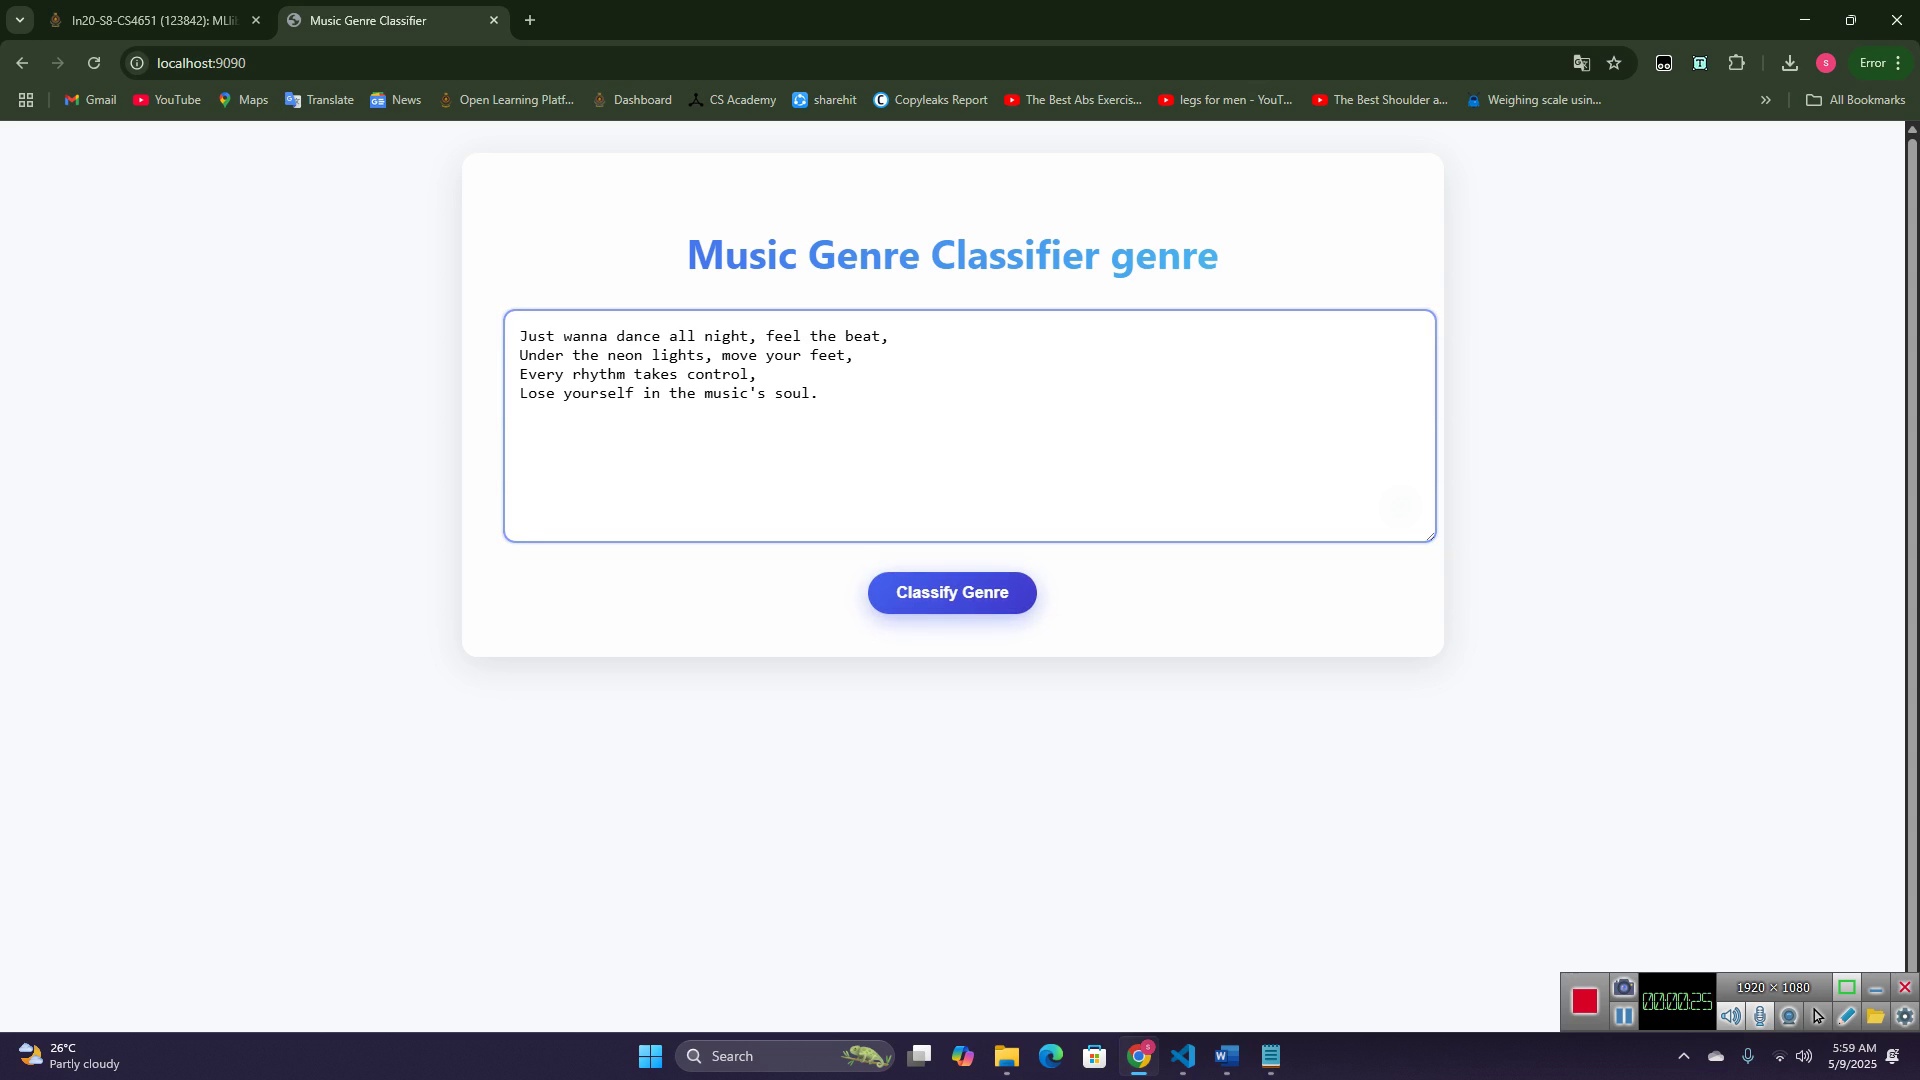 In20-S8-CS4651 (123842): MLli
Music Genre Classifier
localhost:9090
Error
Gmail
YouTube
Maps
Translate
News
Open Learning Platf...
Dashboard
CS Academy
sharehit
Copyleaks Report
The Best Abs Exercis...
legs for men - YouT...
The Best Shoulder a...
Weighing scale usin...
All Bookmarks
Music Genre Classifier genre
Just wanna dance all night, feel the beat,
Under the neon lights, move your feet,
Every rhythm takes control,
Lose yourself in the music's soul.
Classify Genre
1920 × 1080
00:00:25
26°C
Partly cloudy
Search
5:59 AM
5/9/2025